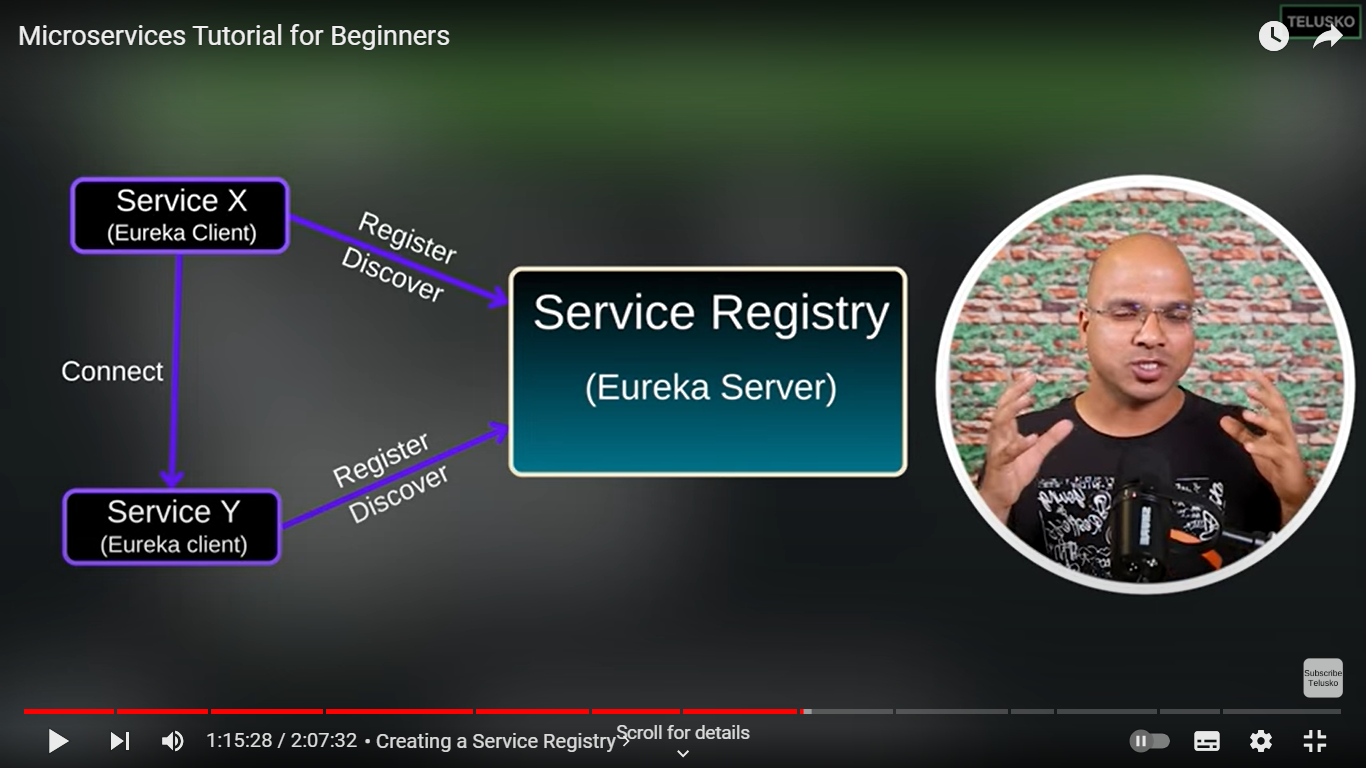 Microservices Tutorial for Beginners
TELUSKO
Service X
(Eureka Client)
Register
Discover
Service Registry
(Eureka Server)
Connect
Register
Discover
Service Y
(Eureka client)
Subscribe
Telusko
1:15:28 / 2:07:32 • Creating a Service Registry
Scroll for details